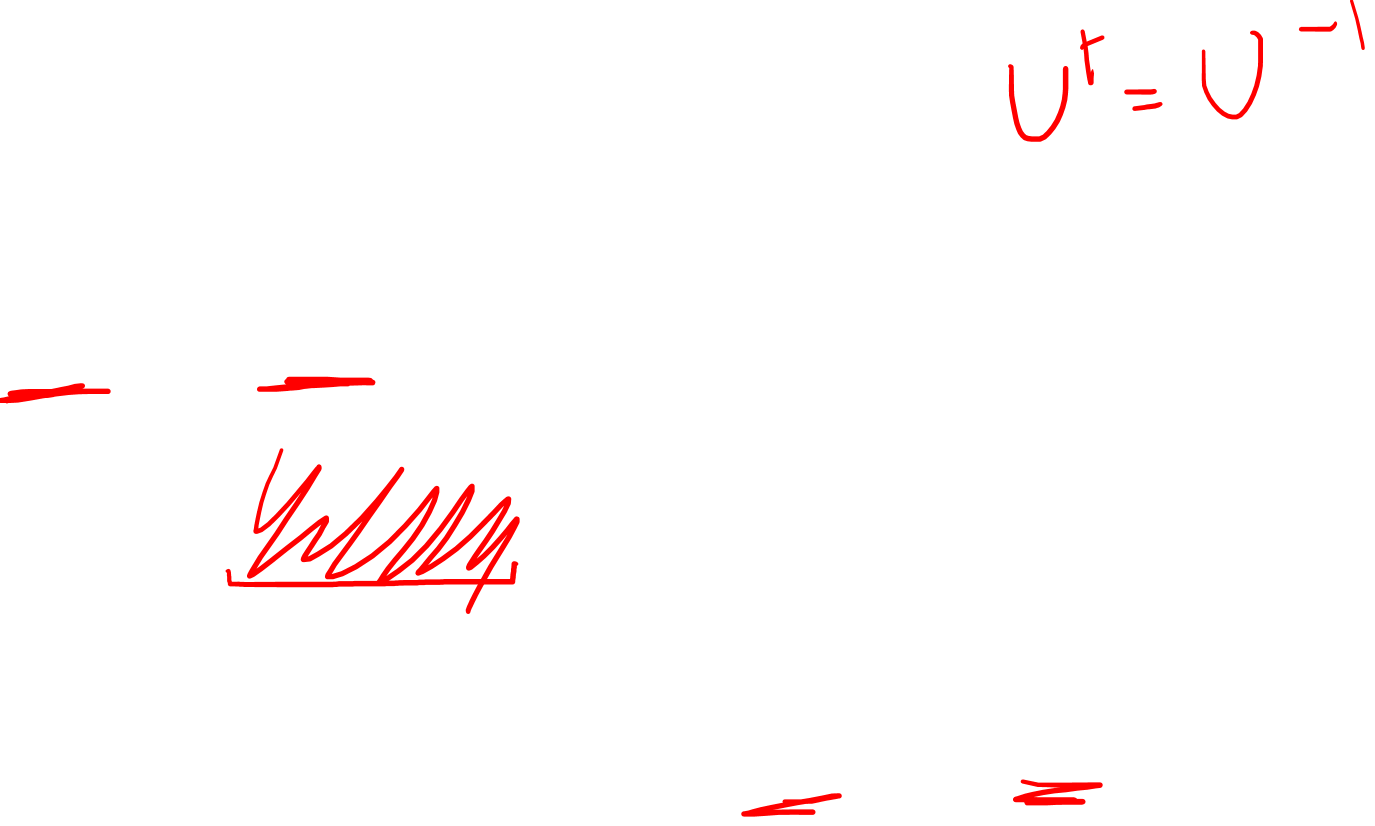 U^† = U^-1